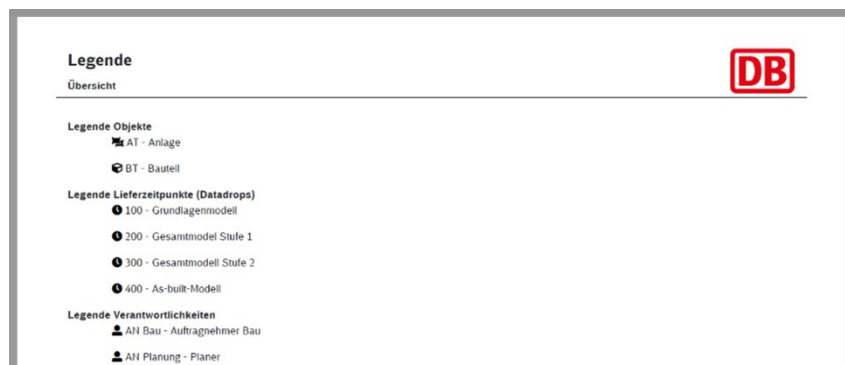 Legende
DB
Übersicht
Legende Objekte
AT - Anlage
BT - Bauteil
Legende Lieferzeitpunkte (Datadrops)
100 - Grundlagenmodell
200 - Gesamtmodel Stufe 1
300 - Gesamtmodell Stufe 2
400 - As-built-Modell
Legende Verantwortlichkeiten
AN Bau - Auftragnehmer Bau
AN Planung - Planer